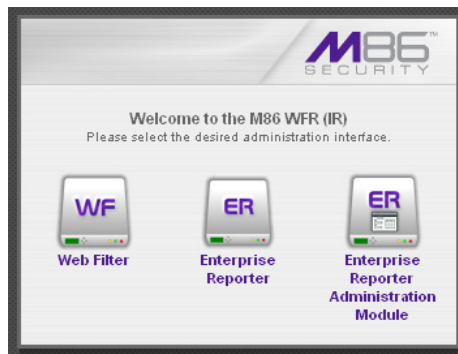 M86™
SECURITY
Welcome to the M86 WFR (IR)
Please select the desired administration interface.
WF
ER
ER
Web Filter
Enterprise
Reporter
Enterprise
Reporter
Administration
Module